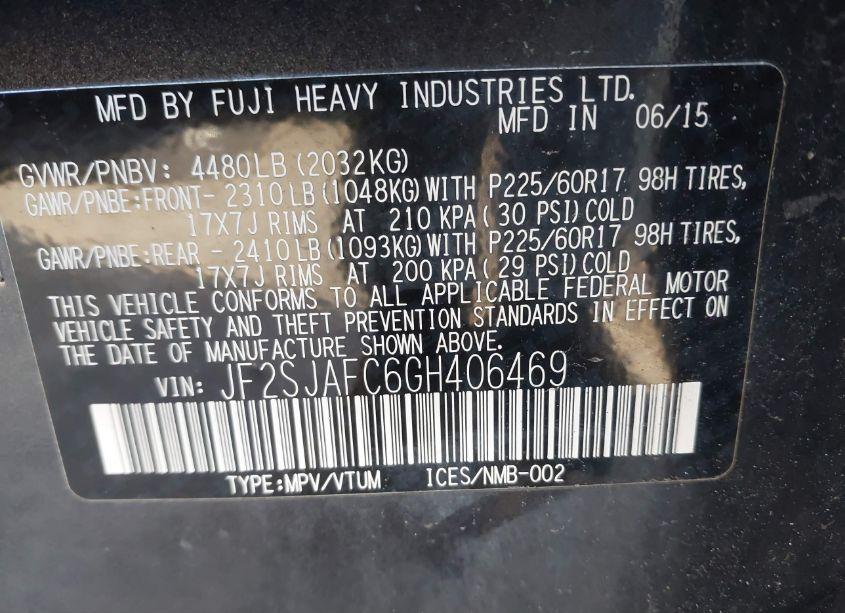 MFD BY FUJI HEAVY INDUSTRIES LTD.
MFD IN 06/15
GVWR/PNBV: 4480LB (2032KG)
GAWR/PNBE:FRONT- 2310LB (1048KG) WITH P225/60R17 98H TIRES,
17X7J RIMS AT 210 KPA ( 30 PSI) COLD
GAWR/PNBE:REAR - 2410LB (1093KG) WITH P225/60R17 98H TIRES,
17X7J RIMS AT 200 KPA ( 29 PSI) COLD
THIS VEHICLE CONFORMS TO ALL APPLICABLE FEDERAL MOTOR
VEHICLE SAFETY AND THEFT PREVENTION STANDARDS IN EFFECT ON
THE DATE OF MANUFACTURE SHOWN ABOVE.
VIN: JF2SJAFC6GH406469
TYPE:MPV/VTUM ICES/NMB-002